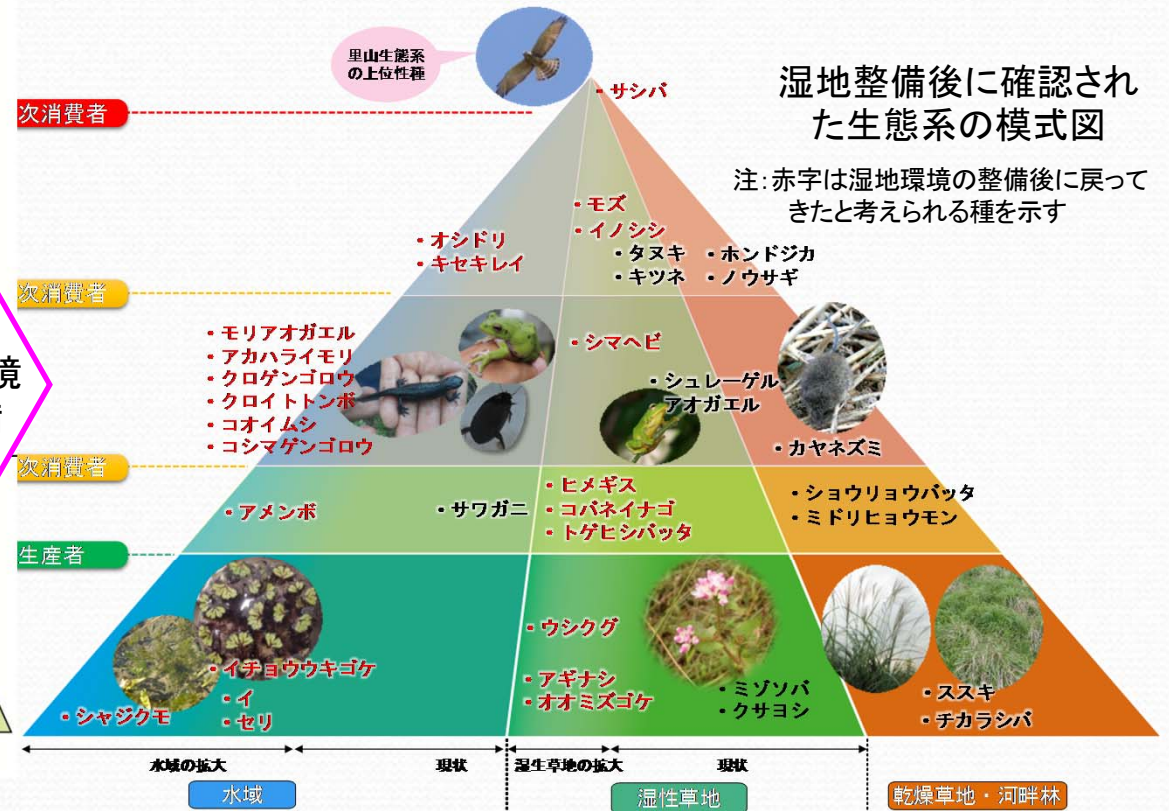 里山生態系
の上位性種
湿地整備後に確認され
た生態系の模式図
注：赤字は湿地環境の整備後に戻って
きたと考えられる種を示す
次消費者
・サシバ
・モズ
・イノシシ
・オシドリ
・キセキレイ
・タヌキ
・キツネ
・ホンドジカ
・ノウサギ
次消費者
・モリアオガエル
・アカハライモリ
・クロゲンゴロウ
・クロイトトンボ
・コオイムシ
・コシマゲンゴロウ
・シマヘビ
・シュレーゲル
アオガエル
・カヤネズミ
境
次消費者
・アメンボ
・サワガニ
・ヒメギス
・コバネイナゴ
・トゲヒシバッタ
・ショウリョウバッタ
・ミドリヒョウモン
生産者
・イチョウウキゴケ
・イ
・セリ
・シャジクモ
・ウシクグ
・アギナシ
・オオミズゴケ
・ミゾソバ
・クサヨシ
・ススキ
・チカラシバ
水域の拡大
現状
湿生草地の拡大
現状
水域
湿性草地
乾燥草地・河畔林